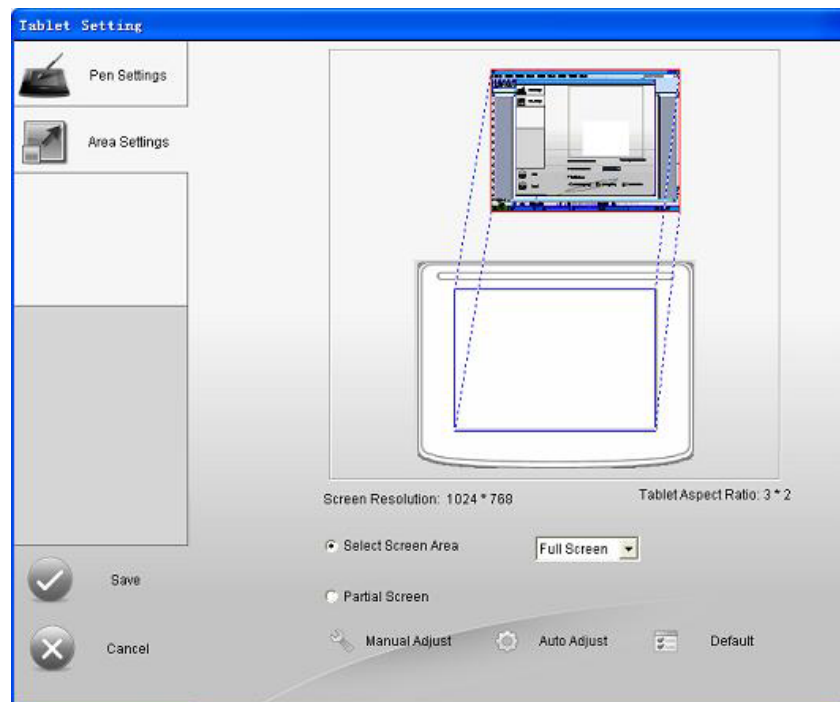 Tablet Setting
Pen Settings
Area Settings
Screen Resolution: 1024 * 768
Tablet Aspect Ratio: 3 * 2
Select Screen Area
Full Screen
Partial Screen
Manual Adjust
Auto Adjust
Default
Save
Cancel